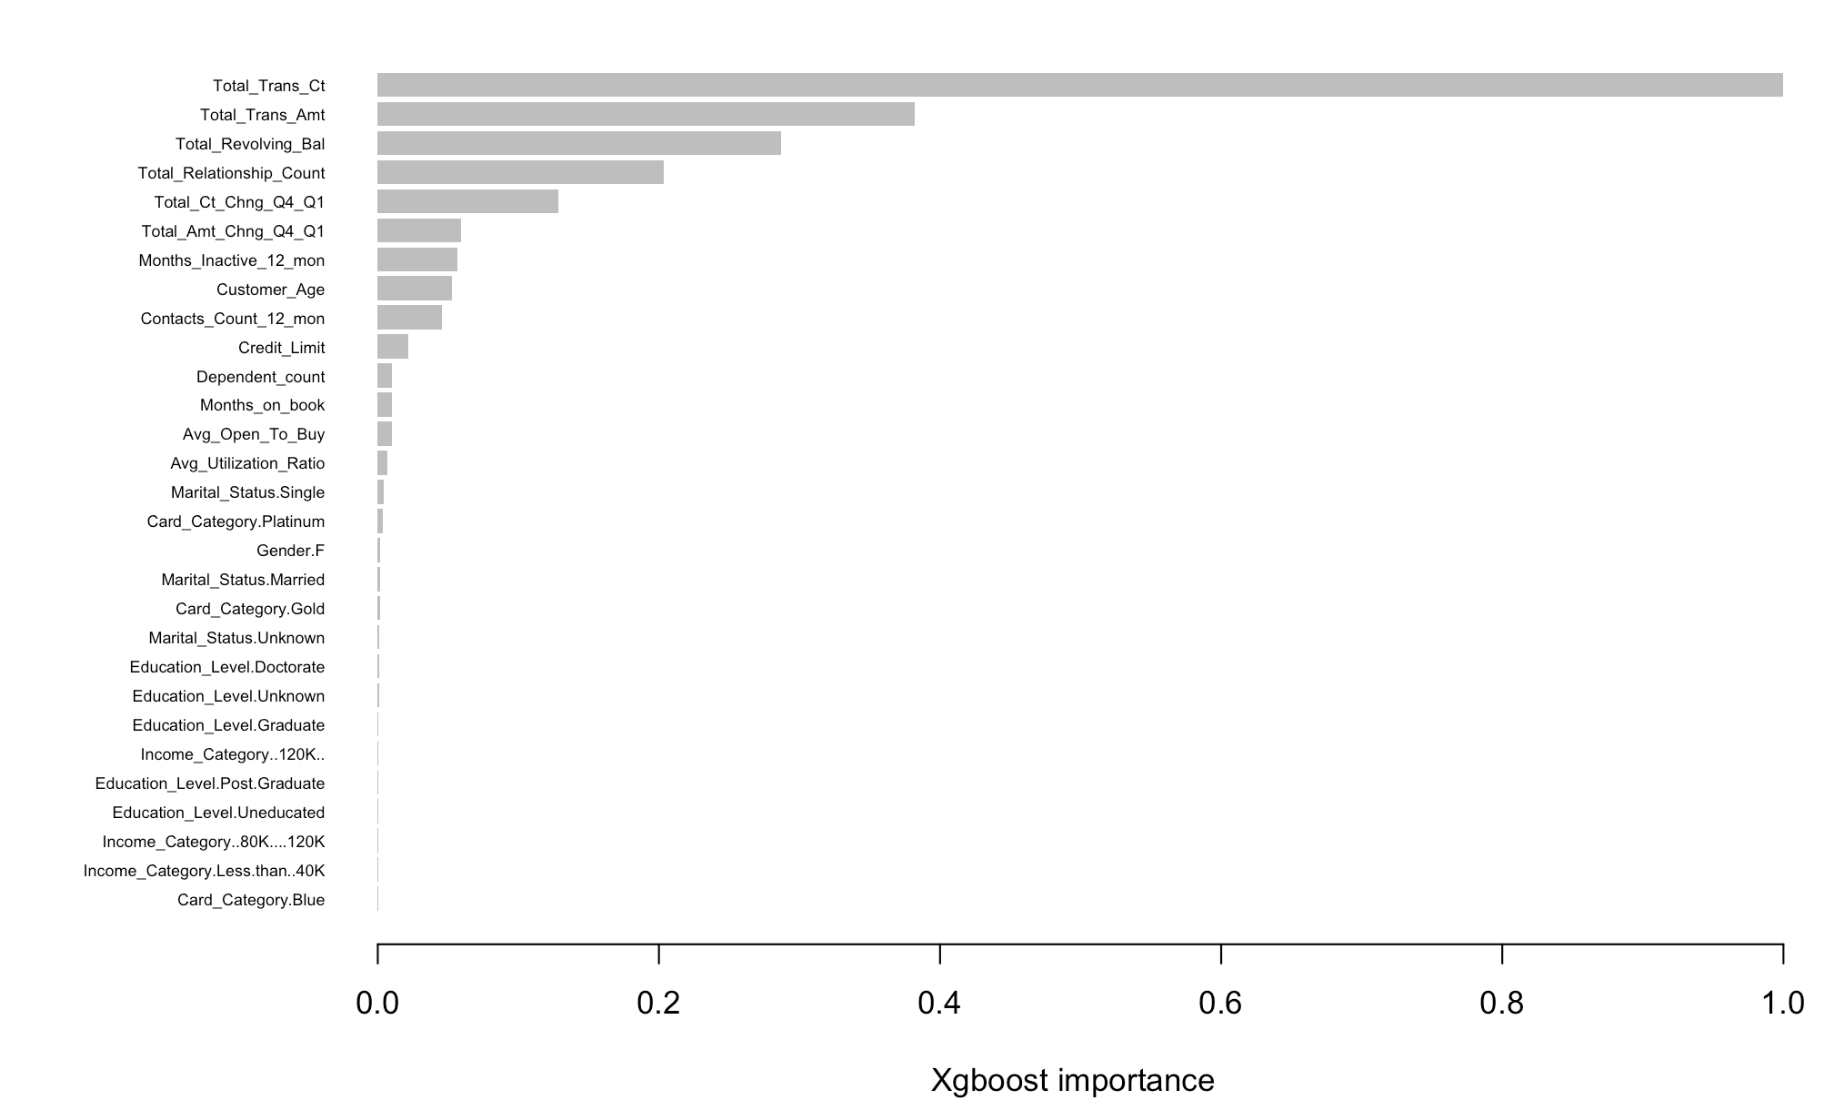 Total_Trans_Ct
Total_Trans_Amt
Total_Revolving_Bal
Total_Relationship_Count
Total_Ct_Chng_Q4_Q1
Total_Amt_Chng_Q4_Q1
Months_Inactive_12_mon
Customer_Age
Contacts_Count_12_mon
Credit_Limit
Dependent_count
Months_on_book
Avg_Open_To_Buy
Avg_Utilization_Ratio
Marital_Status.Single
Card_Category.Platinum
Gender.F
Marital_Status.Married
Card_Category.Gold
Marital_Status.Unknown
Education_Level.Doctorate
Education_Level.Unknown
Education_Level.Graduate
Income_Category..120K..
Education_Level.Post.Graduate
Education_Level.Uneducated
Income_Category..80K....120K
Income_Category.Less.than..40K
Card_Category.Blue
0.0 0.2 0.4 0.6 0.8 1.0
Xgboost importance